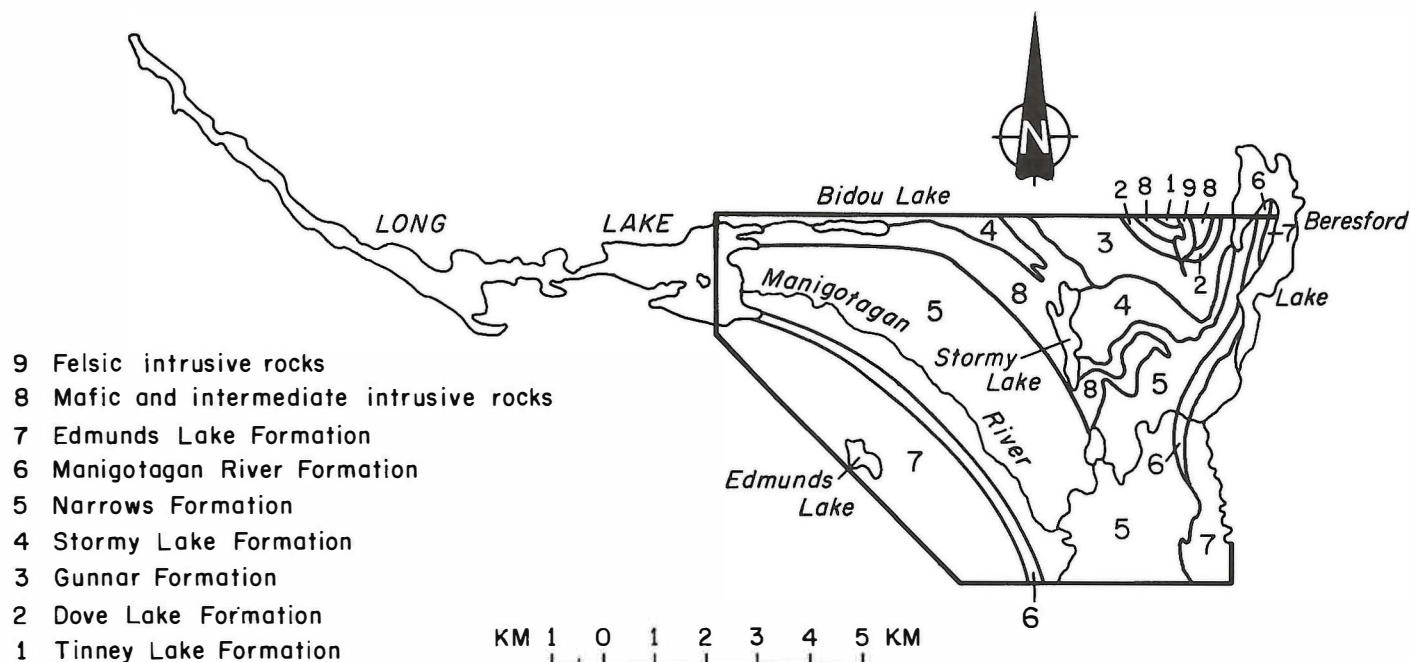 N
Bidou Lake
2 8 1 9 8
6
Beresford
LONG LAKE
4
3
7
2
Lake
Manigotagan
5
8
4
Stormy
Lake
5
8
9 Felsic intrusive rocks
8 Mafic and intermediate intrusive rocks
7 Edmunds Lake Formation
6 Manigotagan River Formation
5 Narrows Formation
4 Stormy Lake Formation
3 Gunnar Formation
2 Dove Lake Formation
1 Tinney Lake Formation
River
7
6
Edmunds
Lake
5
7
6
KM 1 0 1 2 3 4 5 KM